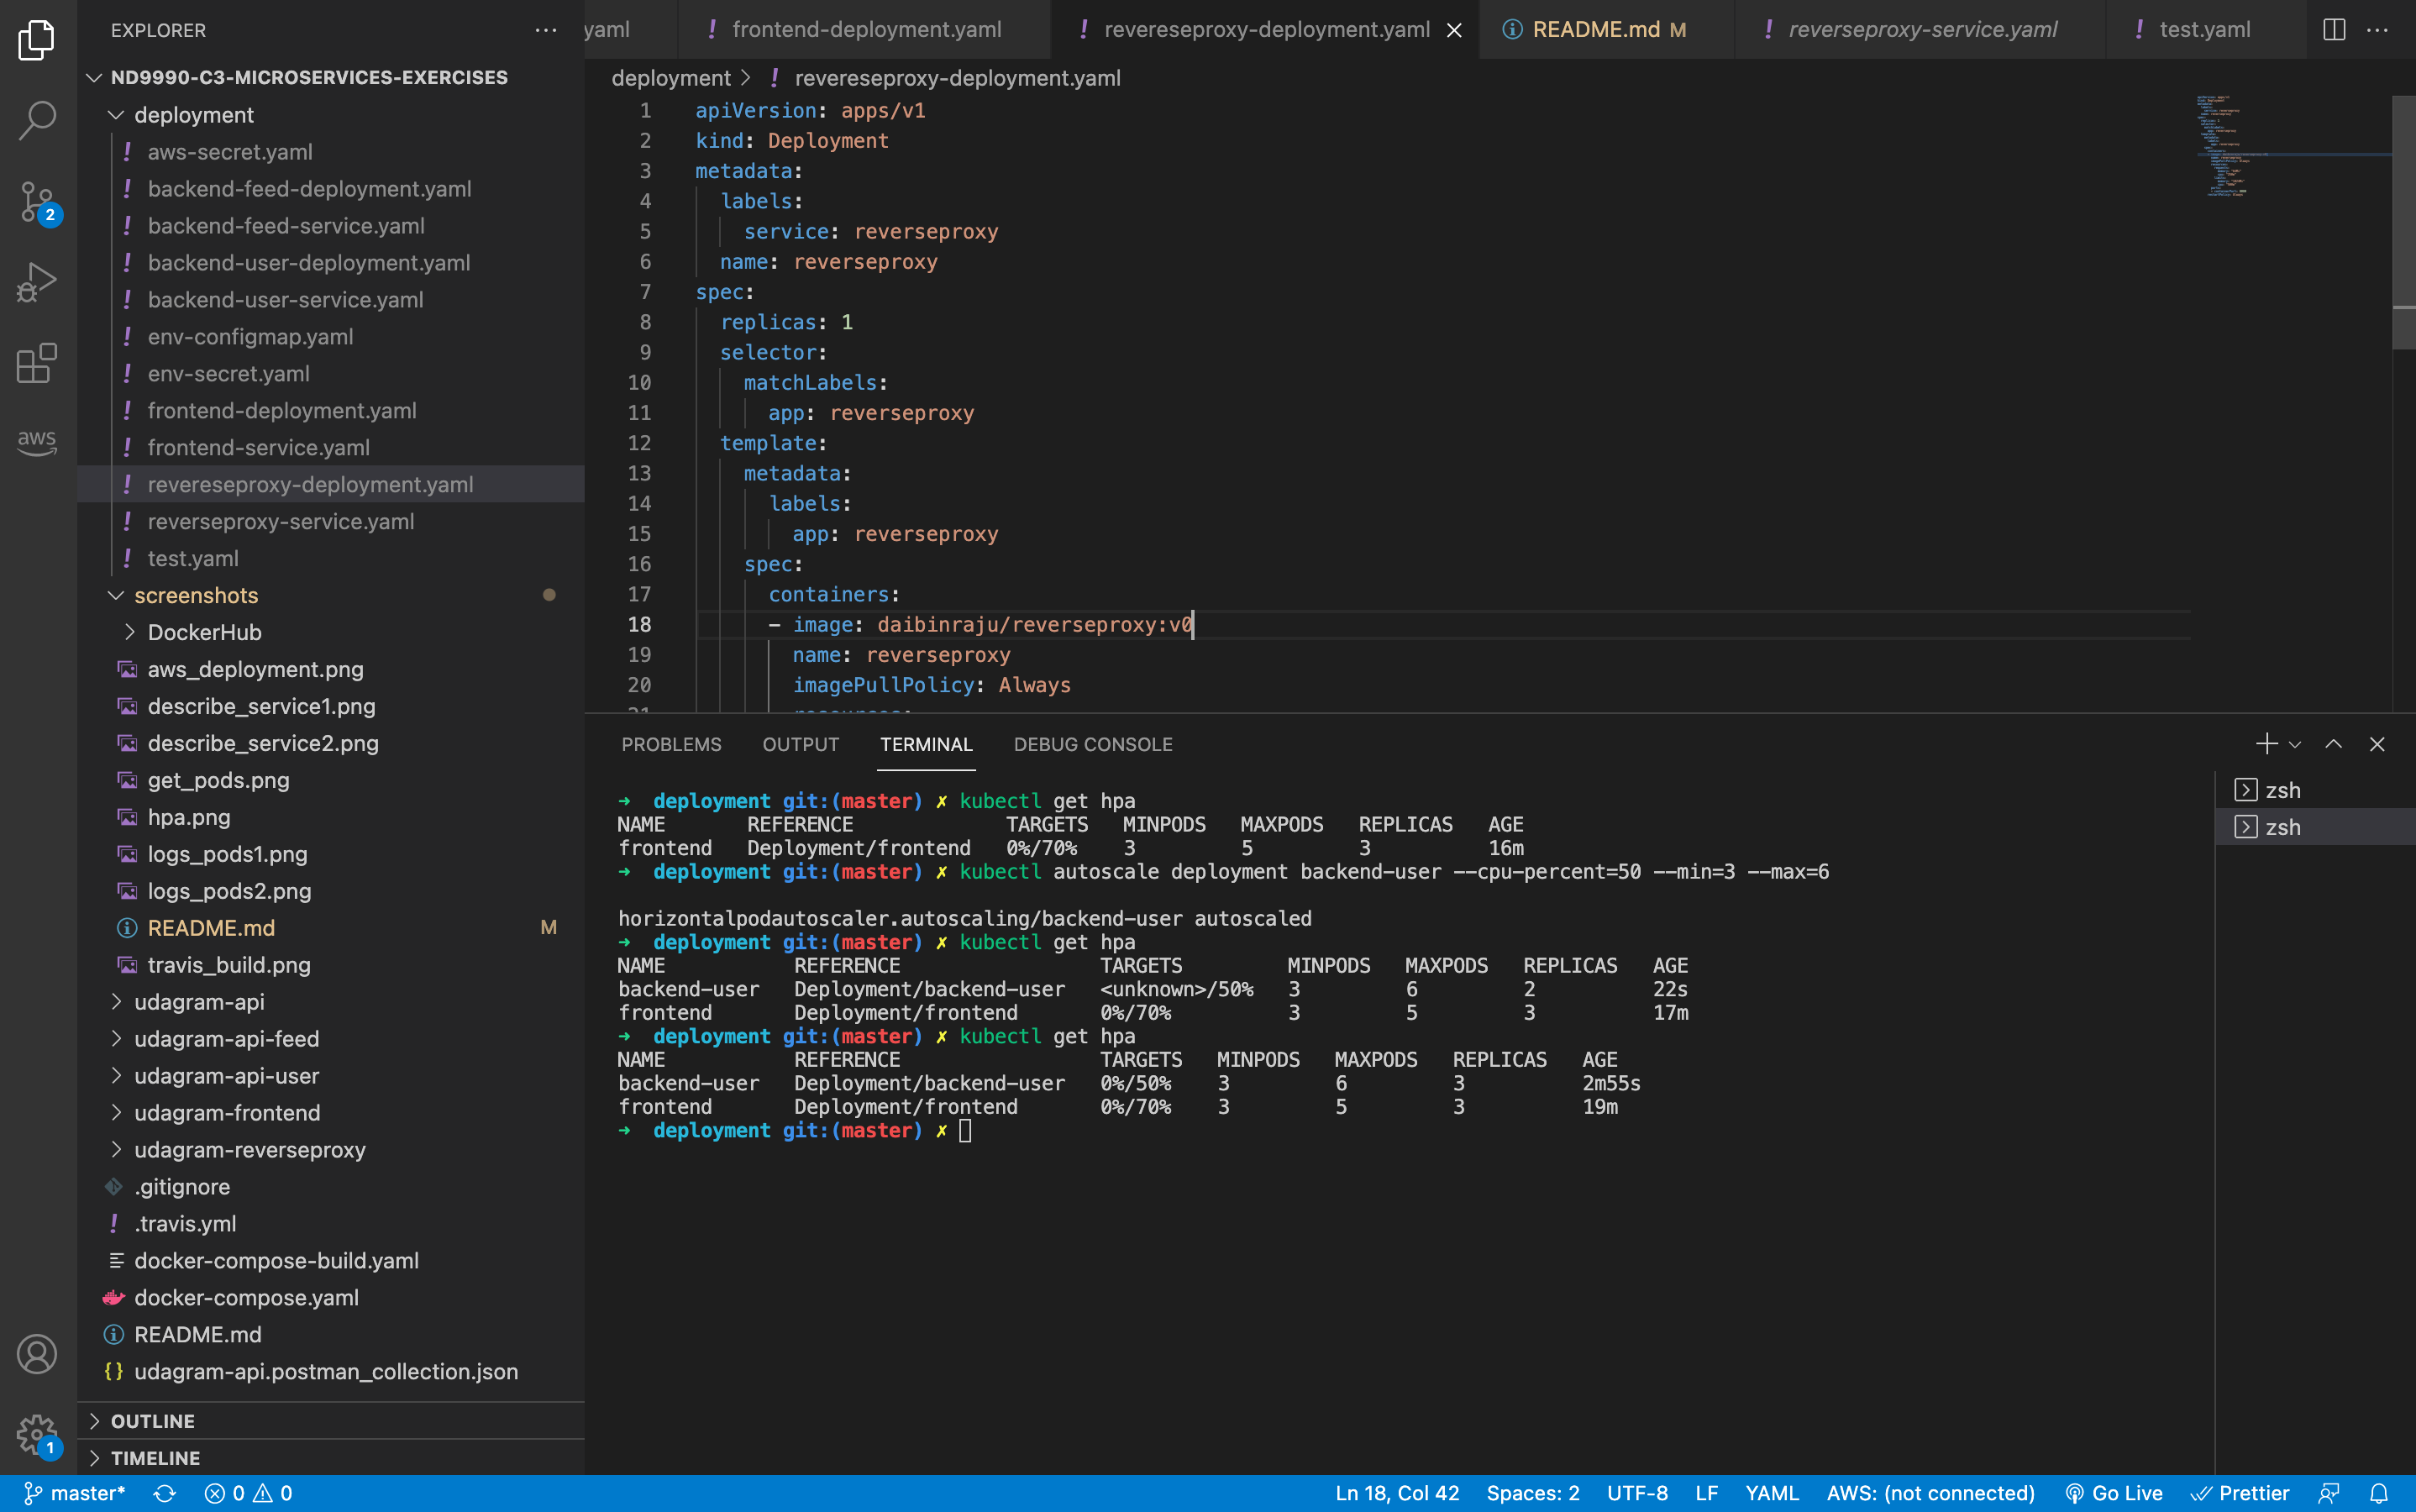 EXPLORER
ND9990-C3-MICROSERVICES-EXERCISES
deployment
aws-secret.yaml
backend-feed-deployment.yaml
backend-feed-service.yaml
backend-user-deployment.yaml
backend-user-service.yaml
env-configmap.yaml
env-secret.yaml
frontend-deployment.yaml
frontend-service.yaml
revereseproxy-deployment.yaml
reverseproxy-service.yaml
test.yaml
screenshots
DockerHub
aws_deployment.png
describe_service1.png
describe_service2.png
get_pods.png
hpa.png
logs_pods1.png
logs_pods2.png
README.md M
travis_build.png
udagram-api
udagram-api-feed
udagram-api-user
udagram-frontend
udagram-reverseproxy
.gitignore
.travis.yml
docker-compose-build.yaml
docker-compose.yaml
README.md
udagram-api.postman_collection.json
OUTLINE
TIMELINE
2
aws
1
yaml ! frontend-deployment.yaml ! revereseproxy-deployment.yaml README.md M ! reverseproxy-service.yaml ! test.yaml
deployment > ! revereseproxy-deployment.yaml
1 apiVersion: apps/v1
2 kind: Deployment
3 metadata:
4 labels:
5 service: reverseproxy
6 name: reverseproxy
7 spec:
8 replicas: 1
9 selector:
10 matchLabels:
11 app: reverseproxy
12 template:
13 metadata:
14 labels:
15 app: reverseproxy
16 spec:
17 containers:
18 - image: daibinraju/reverseproxy:v0
19 name: reverseproxy
20 imagePullPolicy: Always
PROBLEMS OUTPUT TERMINAL DEBUG CONSOLE
zsh
zsh
➜ deployment git:(master) ✗ kubectl get hpa
NAME REFERENCE TARGETS MINPODS MAXPODS REPLICAS AGE
frontend Deployment/frontend 0%/70% 3 5 3 16m
➜ deployment git:(master) ✗ kubectl autoscale deployment backend-user --cpu-percent=50 --min=3 --max=6
horizontalpodautoscaler.autoscaling/backend-user autoscaled
➜ deployment git:(master) ✗ kubectl get hpa
NAME REFERENCE TARGETS MINPODS MAXPODS REPLICAS AGE
backend-user Deployment/backend-user <unknown>/50% 3 6 2 22s
frontend Deployment/frontend 0%/70% 3 5 3 17m
➜ deployment git:(master) ✗ kubectl get hpa
NAME REFERENCE TARGETS MINPODS MAXPODS REPLICAS AGE
backend-user Deployment/backend-user 0%/50% 3 6 3 2m55s
frontend Deployment/frontend 0%/70% 3 5 3 19m
➜ deployment git:(master) ✗
master* 0 0 Ln 18, Col 42 Spaces: 2 UTF-8 LF YAML AWS: (not connected) Go Live Prettier